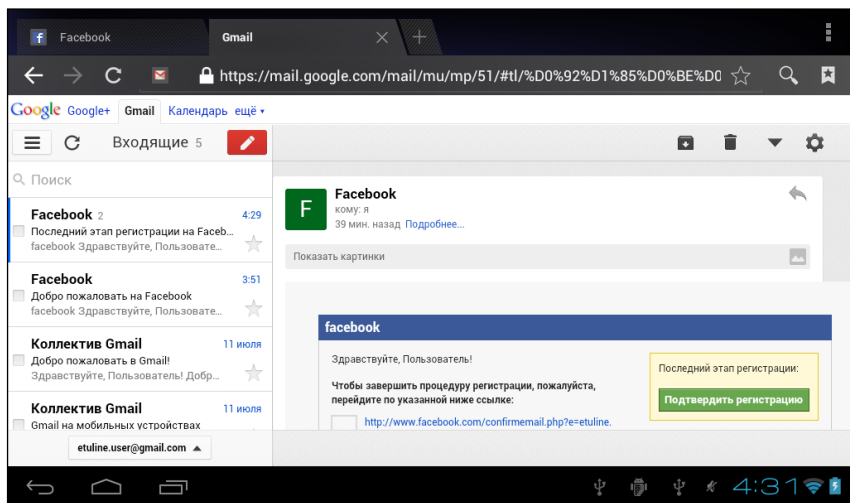 Facebook
Gmail
https://mail.google.com/mail/mu/mp/51/#tl/%D0%92%D1%85%D0%BE%D0
Google Google+ Gmail Календарь ещё
Входящие 5
Поиск
Facebook 2 4:29
Последний этап регистрации на Faceb...
facebook Здравствуйте, Пользовате...
Facebook 3:51
Добро пожаловать на Facebook
facebook Здравствуйте, Пользовате...
Коллектив Gmail 11 июля
Добро пожаловать в Gmail!
Здравствуйте, Пользователь! Добр...
Коллектив Gmail 11 июля
Gmail на мобильных устройствах
etuline.user@gmail.com
F
Facebook
кому: я
39 мин. назад Подробнее...
Показать картинки
facebook
Здравствуйте, Пользователь!
Чтобы завершить процедуру регистрации, пожалуйста,
перейдите по указанной ниже ссылке:
http://www.facebook.com/confirmemail.php?e=etuline.
Последний этап регистрации:
Подтвердить регистрацию
4:31